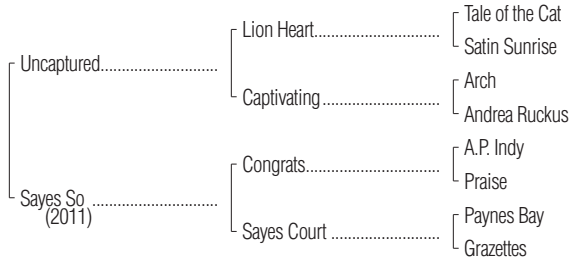 Tale of the Cat
Lion Heart
Satin Sunrise
Uncaptured
Arch
Captivating
Andrea Ruckus
A.P. Indy
Congrats
Praise
Sayes So
(2011)
Paynes Bay
Sayes Court
Grazettes